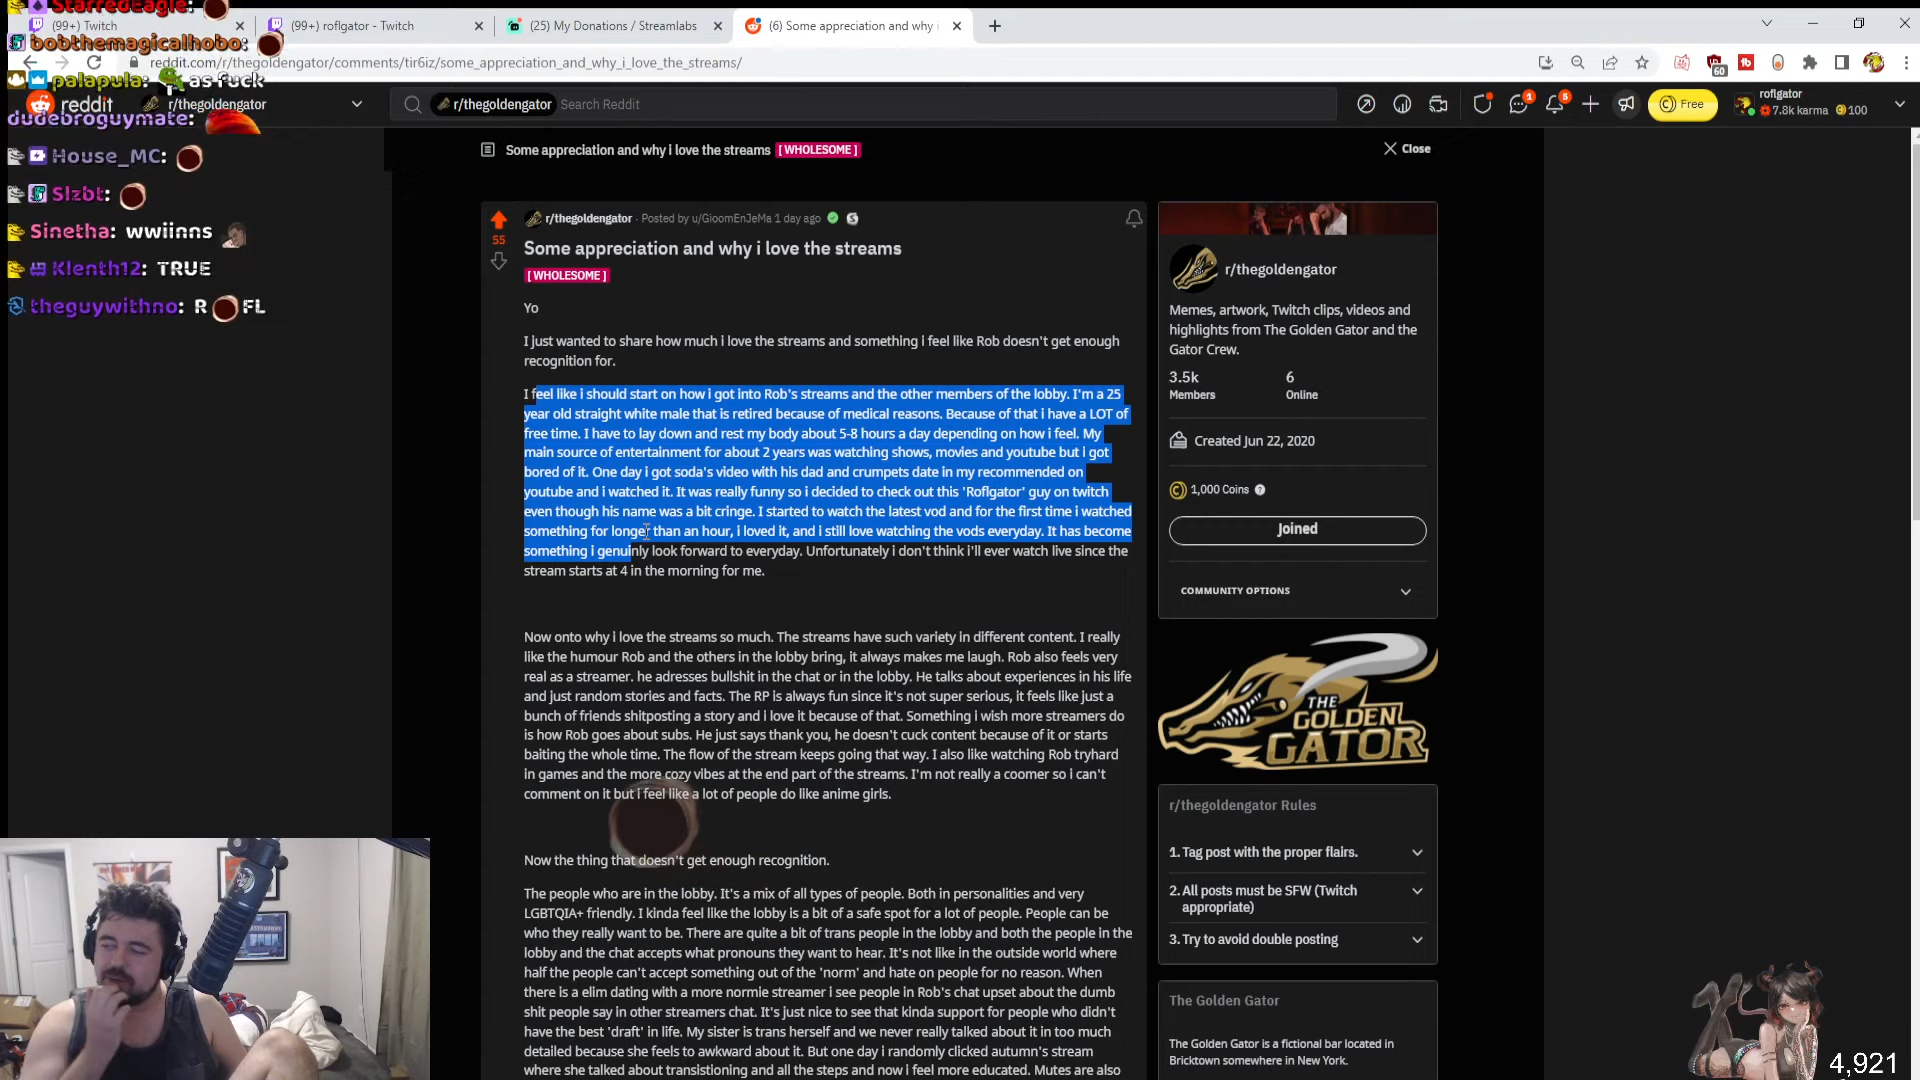 StarredEagle:
(99+) Twitch
(99+) roflgator - Twitch
(25) My Donations / Streamlabs
(6) Some appreciation and why i
bobthemagicalhobo:
reddit.com/r/thegoldengator/comments/tir6iz/some_appreciation_and_why_i_love_the_streams/
60
palapula: as fuck
reddit
r/thegoldengator
r/thegoldengator
Search Reddit
1
5
Free
roflgator
7.8k karma
100
dudebroguymate:
House_MC:
Slzbt:
Sinetha: wwiinns
Klenth12: TRUE
theguywithno: R FL
Some appreciation and why i love the streams
[ WHOLESOME ]
Close
55
r/thegoldengator · Posted by u/GioomEnJeMa 1 day ago
Some appreciation and why i love the streams
[ WHOLESOME ]
Yo
I just wanted to share how much i love the streams and something i feel like Rob doesn't get enough
recognition for.
I feel like i should start on how i got into Rob's streams and the other members of the lobby. I'm a 25
year old straight white male that is retired because of medical reasons. Because of that i have a LOT of
free time. I have to lay down and rest my body about 5-8 hours a day depending on how i feel. My
main source of entertainment for about 2 years was watching shows, movies and youtube but i got
bored of it. One day i got soda's video with his dad and crumpets date in my recommended on
youtube and i watched it. It was really funny so i decided to check out this 'Roflgator' guy on twitch
even though his name was a bit cringe. I started to watch the latest vod and for the first time i watched
something for longer than an hour, i loved it, and i still love watching the vods everyday. It has become
something i genuinly look forward to everyday. Unfortunately i don't think i'll ever watch live since the
stream starts at 4 in the morning for me.
Now onto why i love the streams so much. The streams have such variety in different content. I really
like the humour Rob and the others in the lobby bring, it always makes me laugh. Rob also feels very
real as a streamer. he adresses bullshit in the chat or in the lobby. He talks about experiences in his life
and just random stories and facts. The RP is always fun since it's not super serious, it feels like just a
bunch of friends shitposting a story and i love it because of that. Something i wish more streamers do
is how Rob goes about subs. He just says thank you, he doesn't cuck content because of it or starts
baiting the whole time. The flow of the stream keeps going that way. I also like watching Rob tryhard
in games and the more cozy vibes at the end part of the streams. I'm not really a coomer so i can't
comment on it but i feel like a lot of people do like anime girls.
Now the thing that doesn't get enough recognition.
The people who are in the lobby. It's a mix of all types of people. Both in personalities and very
LGBTQIA+ friendly. I kinda feel like the lobby is a bit of a safe spot for a lot of people. People can be
who they really want to be. There are quite a bit of trans people in the lobby and both the people in the
lobby and the chat accepts what pronouns they want to hear. It's not like in the outside world where
half the people can't accept something out of the 'norm' and hate on people for no reason. When
there is a elim dating with a more normie streamer i see people in Rob's chat upset about the dumb
shit people say in other streamers chat. It's just nice to see that kinda support for people who didn't
have the best 'draft' in life. My sister is trans herself and we never really talked about it in too much
detailed because she feels to awkward about it. But one day i randomly clicked autumn's stream
where she talked about transistioning and all the steps and now i feel more educated. Mutes are also
r/thegoldengator
Memes, artwork, Twitch clips, videos and
highlights from The Golden Gator and the
Gator Crew.
3.5k
6
Members
Online
Created Jun 22, 2020
1,000 Coins
Joined
COMMUNITY OPTIONS
THE
GOLDEN
GATOR
r/thegoldengator Rules
1. Tag post with the proper flairs.
2. All posts must be SFW (Twitch
appropriate)
3. Try to avoid double posting
The Golden Gator
The Golden Gator is a fictional bar located in
Bricktown somewhere in New York.
4,921